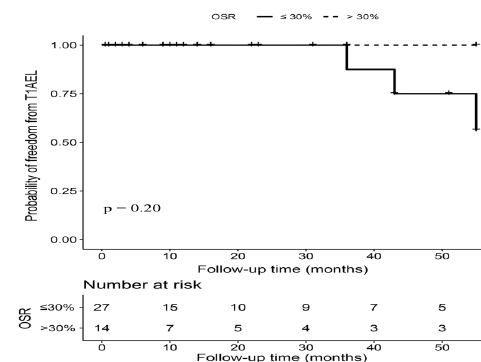 OSR ≤ 30% > 30%
Probability of freedom from T1AEL
1.00
0.75
0.50
0.25
0.00
p = 0.20
0 10 20 30 40 50
Follow-up time (months)
Number at risk
OSR
≤30% 27 15 10 9 7 5
>30% 14 7 5 4 3 3
0 10 20 30 40 50
Follow-up time (months)